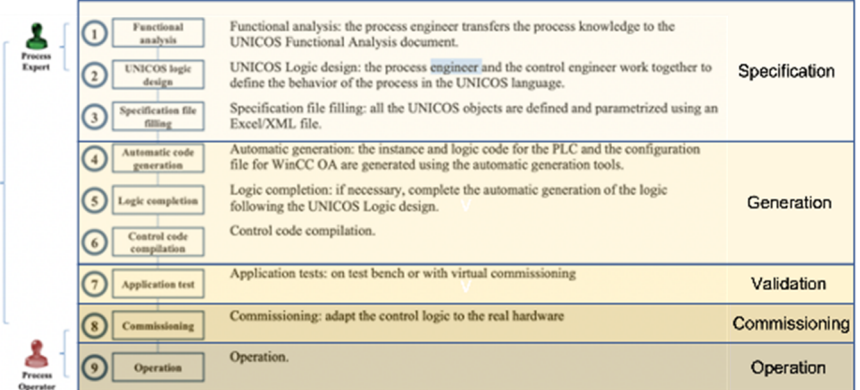 Process
Expert
1
Functional
analysis
Functional analysis: the process engineer transfers the process knowledge to the
UNICOS Functional Analysis document.
2
UNICOS logic
design
UNICOS Logic design: the process engineer and the control engineer work together to
define the behavior of the process in the UNICOS language.
3
Specification file
filling
Specification file filling: all the UNICOS objects are defined and parametrized using an
Excel/XML file.
Specification
4
Automatic code
generation
Automatic generation: the instance and logic code for the PLC and the configuration
file for WinCC OA are generated using the automatic generation tools.
5
Logic completion
Logic completion: if necessary, complete the automatic generation of the logic
following the UNICOS Logic design.
6
Control code
compilation
Control code compilation.
Generation
7
Application test
Application tests: on test bench or with virtual commissioning
Validation
8
Commissioning
Commissioning: adapt the control logic to the real hardware
Commissioning
9
Operation
Operation.
Operation
Process
Operator